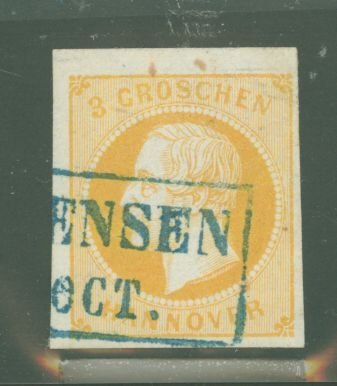 3 GROSCHEN
ENSEN
OCT.
HANNOVER